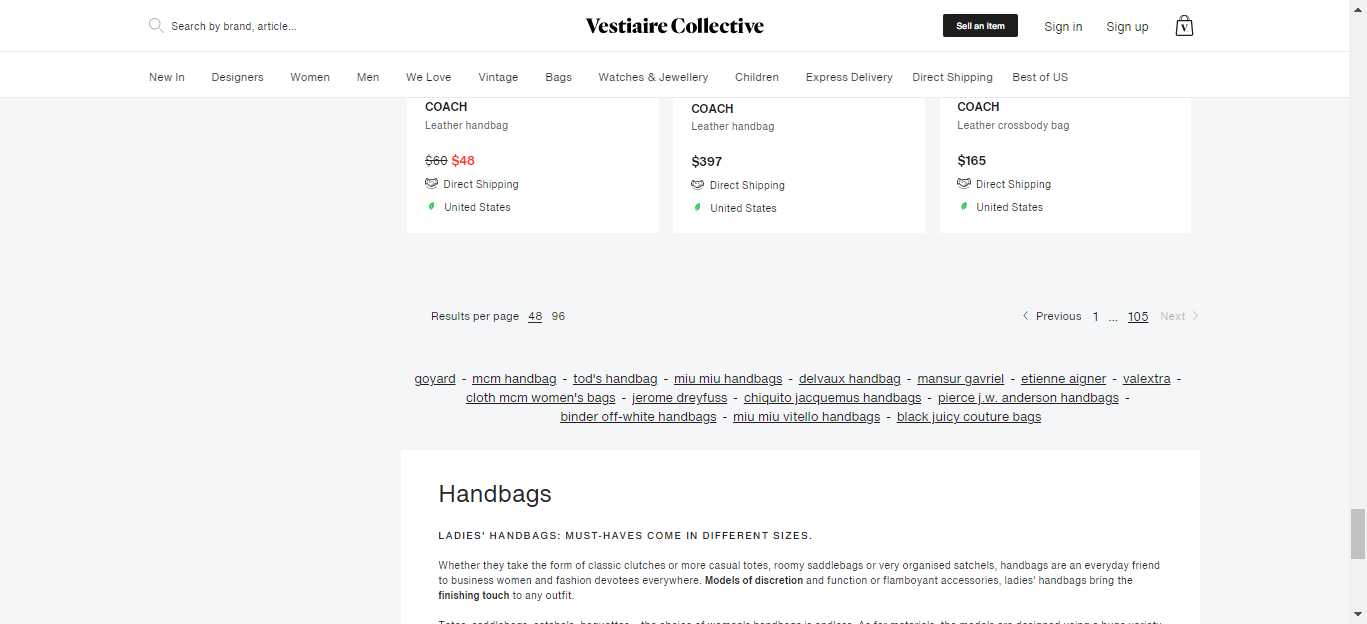 Search by brand, article...
Vestiaire Collective
Sell an item
Sign in
Sign up
V
New In Designers Women Men We Love Vintage Bags Watches & Jewellery Children Express Delivery Direct Shipping Best of US
COACH
Leather handbag
$60 $48
Direct Shipping
United States
COACH
Leather handbag
$397
Direct Shipping
United States
COACH
Leather crossbody bag
$165
Direct Shipping
United States
Results per page 48 96
Previous 1 ... 105 Next
goyard - mcm handbag - tod's handbag - miu miu handbags - delvaux handbag - mansur gavriel - etienne aigner - valextra -
cloth mcm women's bags - jerome dreyfuss - chiquito jacquemus handbags - pierce j.w. anderson handbags -
binder off-white handbags - miu miu vitello handbags - black juicy couture bags
Handbags
LADIES' HANDBAGS: MUST-HAVES COME IN DIFFERENT SIZES.
Whether they take the form of classic clutches or more casual totes, roomy saddlebags or very organised satchels, handbags are an everyday friend
to business women and fashion devotees everywhere. Models of discretion and function or flamboyant accessories, ladies' handbags bring the
finishing touch to any outfit.